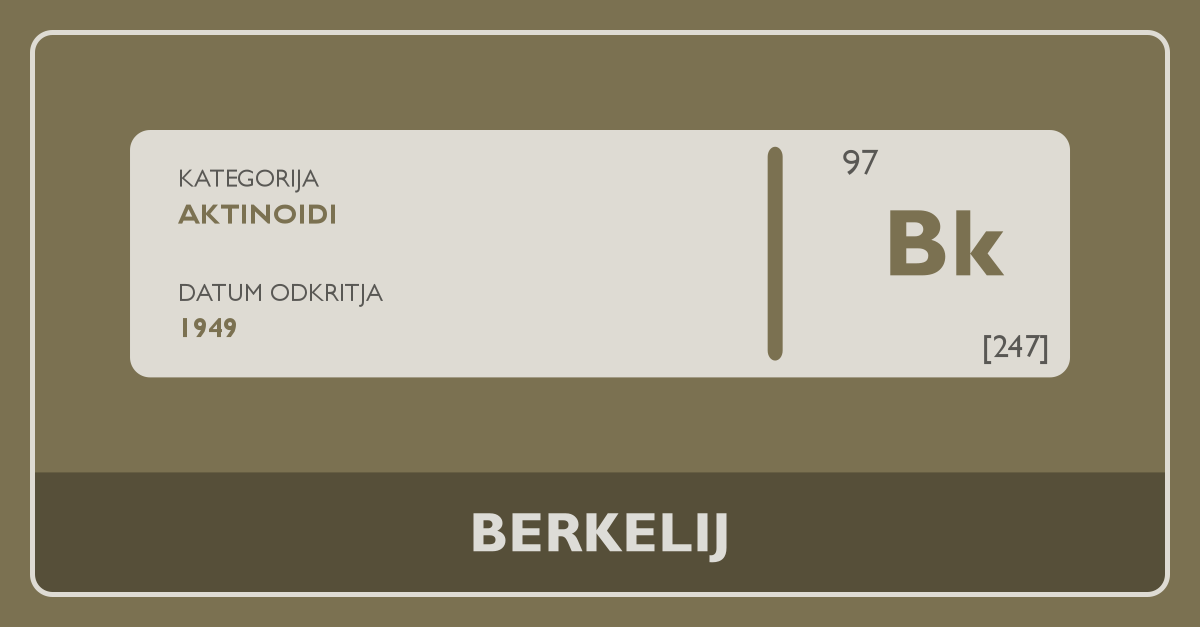 KATEGORIJA
AKTINOIDI
DATUM ODKRITJA
1949
97
Bk
[247]
BERKELIJ